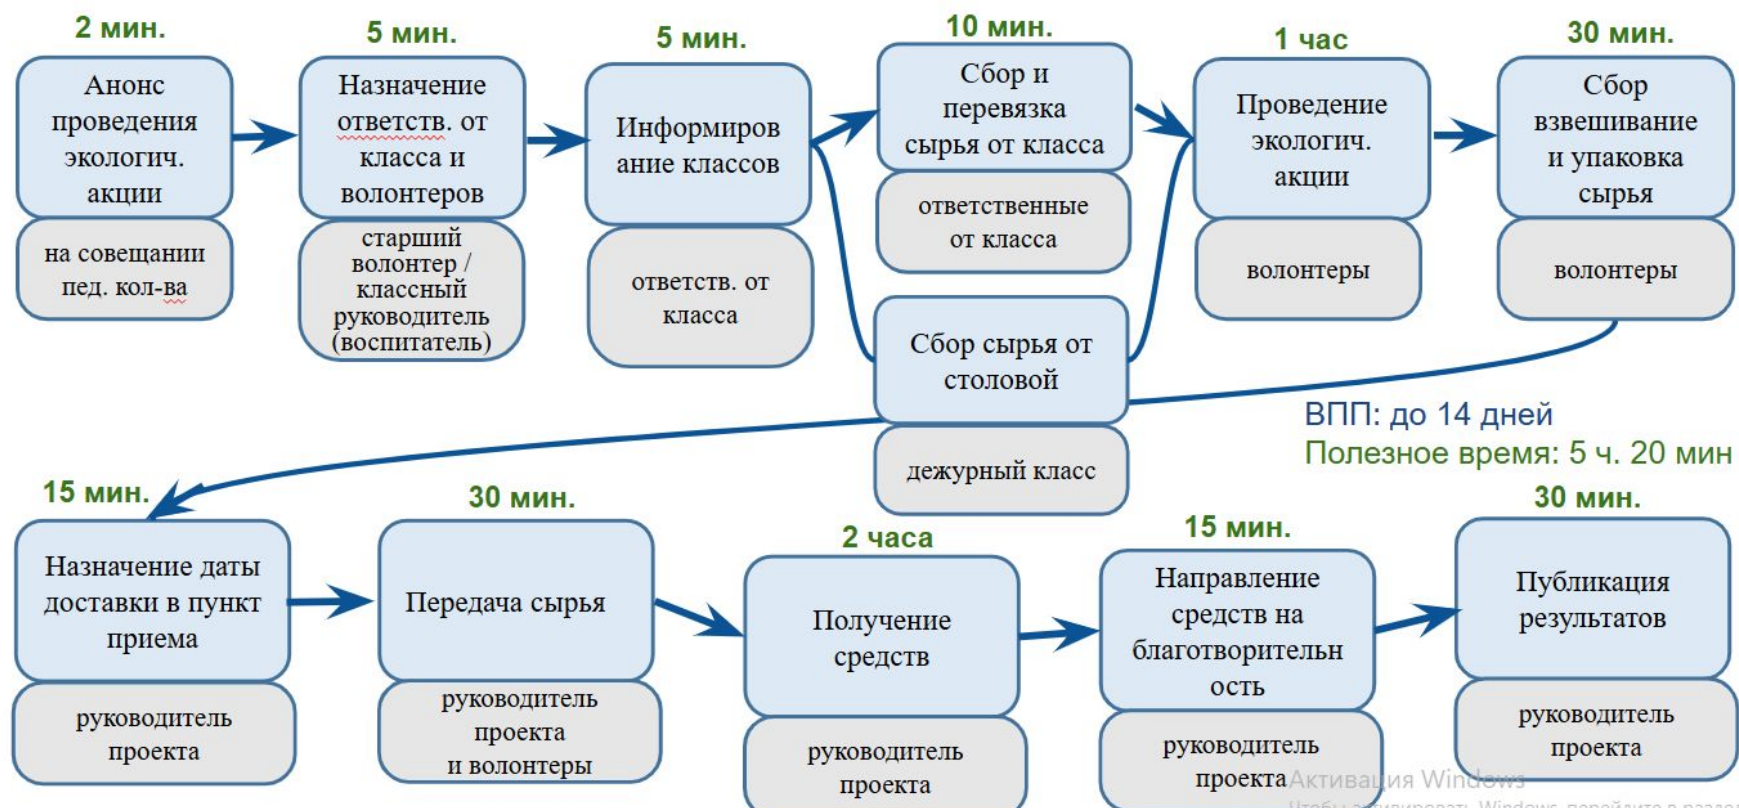 2 мин.
Анонс
проведения
экологич.
акции
на совещании
пед. кол-ва
5 мин.
Назначение
ответств. от
класса и
волонтеров
старший
волонтер /
классный
руководитель
(воспитатель)
5 мин.
Информиров
ание классов
ответств. от
класса
10 мин.
Сбор и
перевязка
сырья от класса
ответственные
от класса
Сбор сырья от
столовой
дежурный класс
1 час
Проведение
экологич.
акции
волонтеры
30 мин.
Сбор
взвешивание
и упаковка
сырья
волонтеры
ВПП: до 14 дней
Полезное время: 5 ч. 20 мин
15 мин.
Назначение даты
доставки в пункт
приема
руководитель
проекта
30 мин.
Передача сырья
руководитель
проекта
и волонтеры
2 часа
Получение
средств
руководитель
проекта
15 мин.
Направление
средств на
благотворительн
ость
руководитель
проекта
30 мин.
Публикация
результатов
руководитель
проекта
Активация Windows
Чтобы активировать Windows, перейдите в раздел